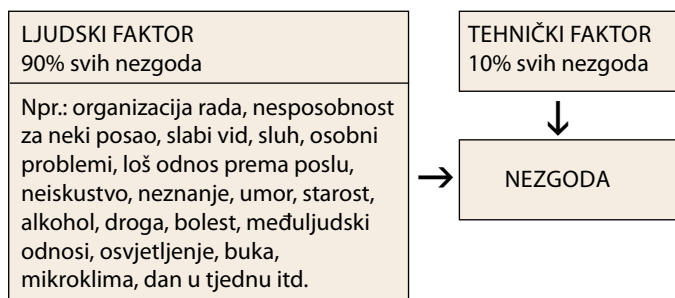 LJUDSKI FAKTOR
90% svih nezgoda
Npr.: organizacija rada, nesposobnost
za neki posao, slabi vid, sluh, osobni
problemi, loš odnos prema poslu,
neiskustvo, neznanje, umor, starost,
alkohol, droga, bolest, međuljudski
odnosi, osvjetljenje, buka,
mikroklima, dan u tjednu itd.
TEHNIČKI FAKTOR
10% svih nezgoda
NEZGODA